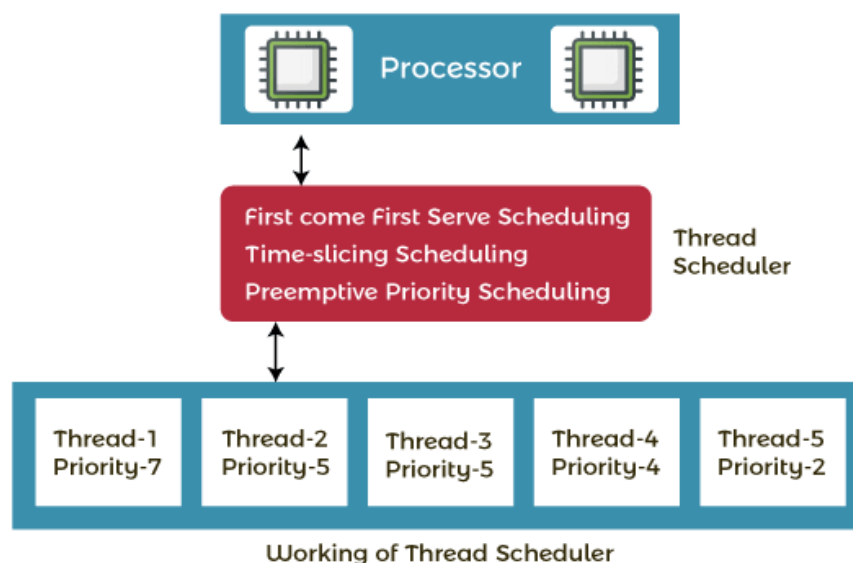 Processor
First come First Serve Scheduling
Time-slicing Scheduling
Preemptive Priority Scheduling
Thread
Scheduler
Thread-1
Priority-7
Thread-2
Priority-5
Thread-3
Priority-5
Thread-4
Priority-4
Thread-5
Priority-2
Working of Thread Scheduler